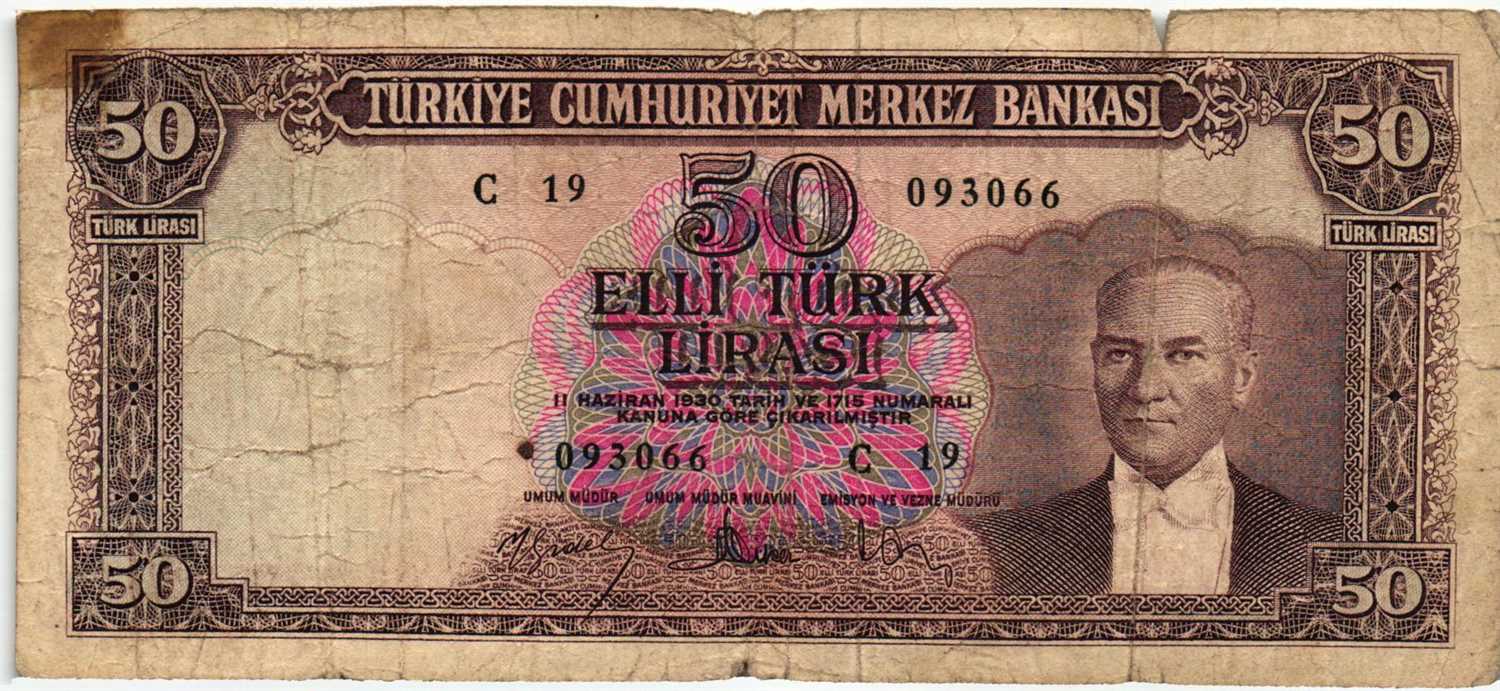 TÜRKİYE CUMHURİYET MERKEZ BANKASI
50
50
TÜRK LİRASI
TÜRK LİRASI
C 19
50
093066
ELLİ TÜRK
LİRASI
11 HAZİRAN 1930 TARİH VE 1715 NUMARALI
KANUNA GÖRE ÇIKARILMIŞTIR
093066 C 19
UMUM MÜDÜR UMUM MÜDÜR MUAVİNİ EMİSYON VE VEZNE MÜDÜRÜ
50
50